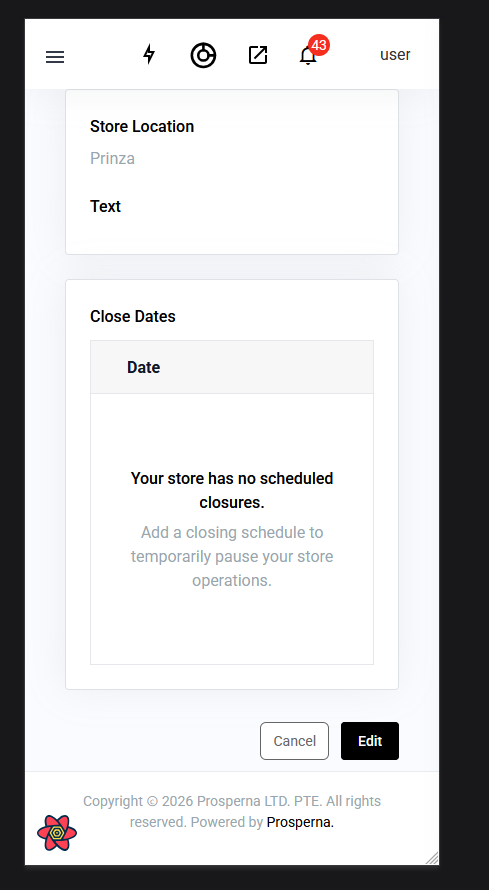 43
user
Store Location
Prinza
Text
Close Dates
Date
Your store has no scheduled
closures.
Add a closing schedule to
temporarily pause your store
operations.
Cancel
Edit
Copyright © 2026 Prosperna LTD. PTE. All rights
reserved. Powered by Prosperna.